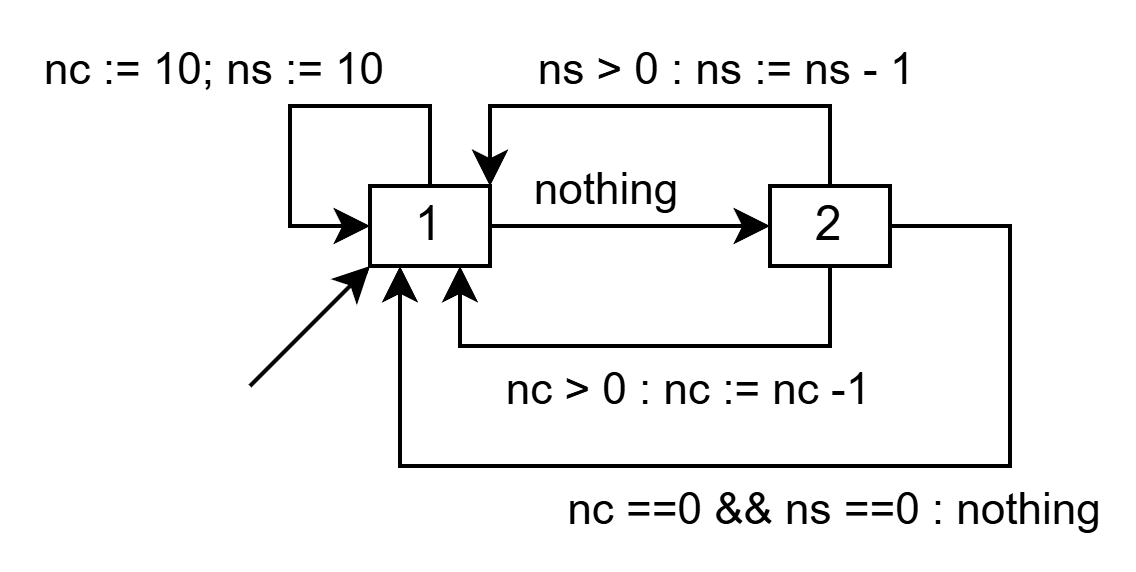 nc := 10; ns := 10
ns > 0 : ns := ns - 1
nothing
1
2
nc > 0 : nc := nc -1
nc ==0 && ns ==0 : nothing